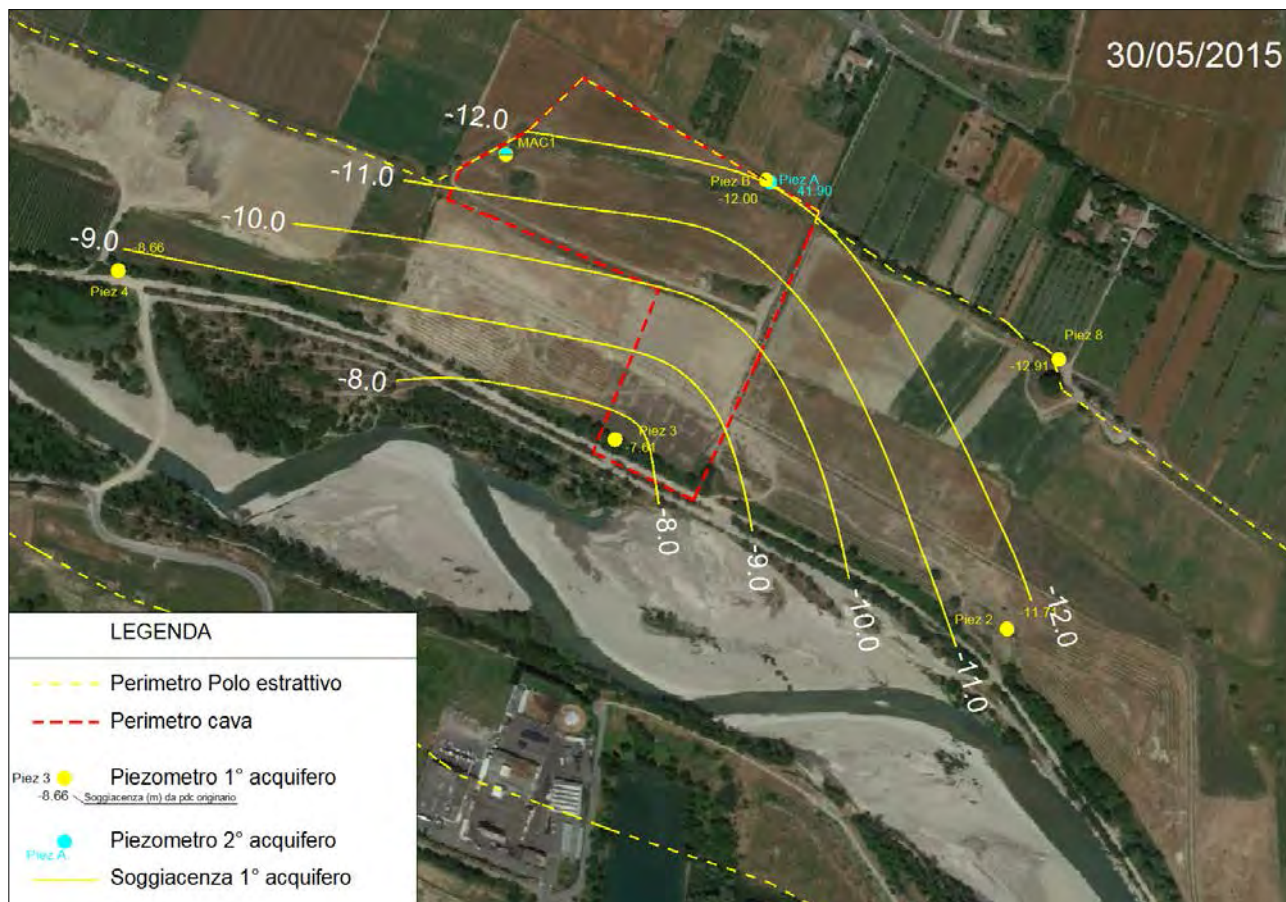 30/05/2015
-12.0
MAC1
-11.0
Piez B
Piez A
-12.00
41.90
-10.0
-9.0
-8.66
Piez 4
Piez 8
-12.91
-8.0
Piez 3
-7.61
-8.0
-9.0
-10.0
-11.0
Piez 2
-12.0
LEGENDA
Perimetro Polo estrattivo
Perimetro cava
Piez 3
Piezometro 1° acquifero
-8.66
Soggiacenza (m) da pdc originario
Piezometro 2° acquifero
Piez A
Soggiacenza 1° acquifero